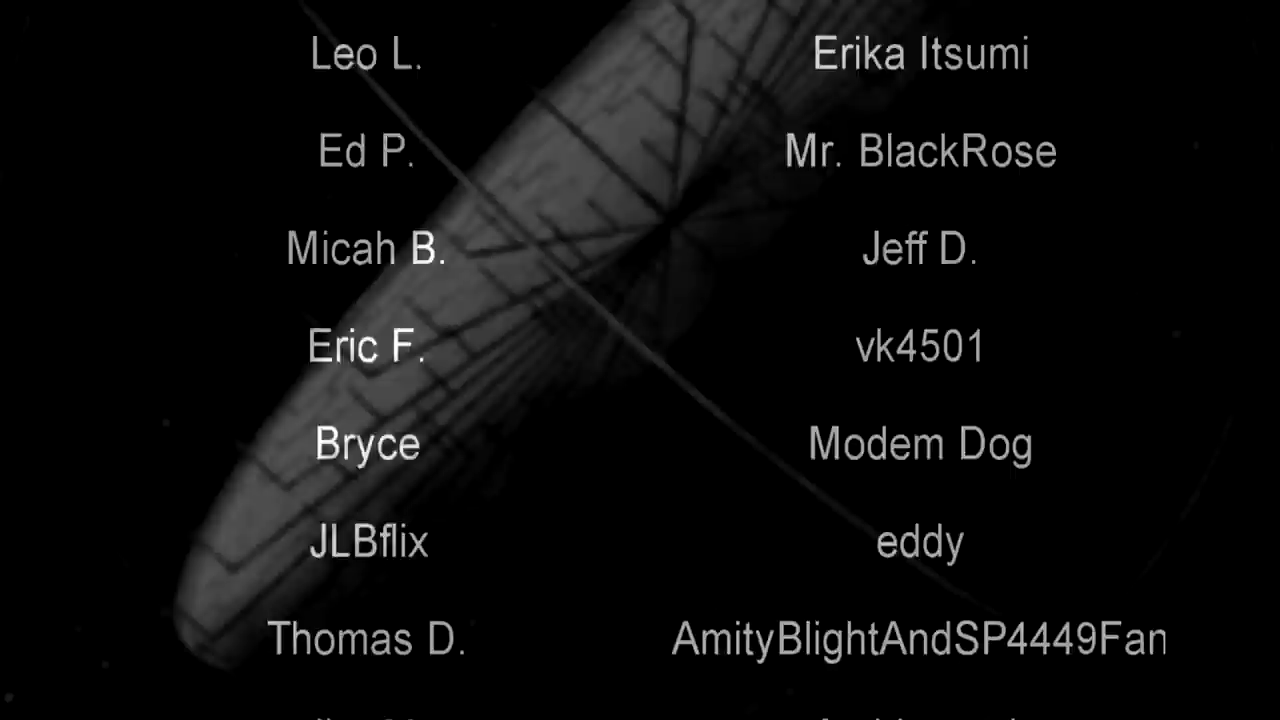 Leo L.
Erika Itsumi
Ed P.
Mr. BlackRose
Micah B.
Jeff D.
Eric F.
vk4501
Bryce
Modem Dog
JLBflix
eddy
Thomas D.
AmityBlightAndSP4449Fan